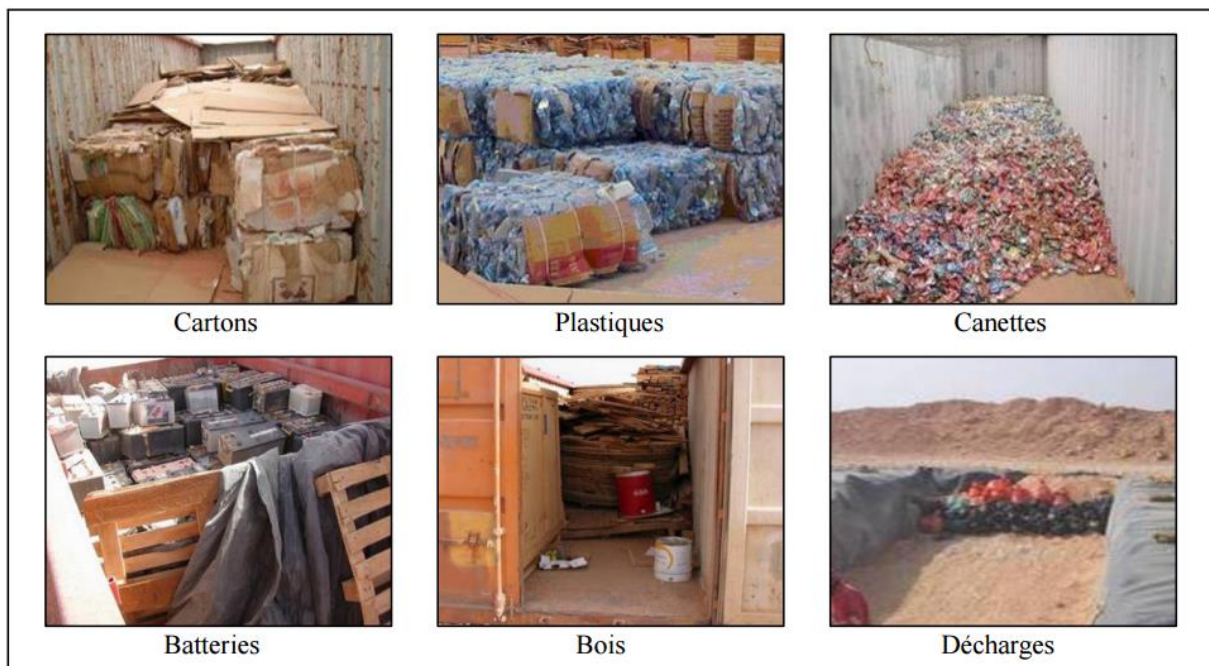 Cartons
Plastiques
Canettes
Batteries
Bois
Décharges